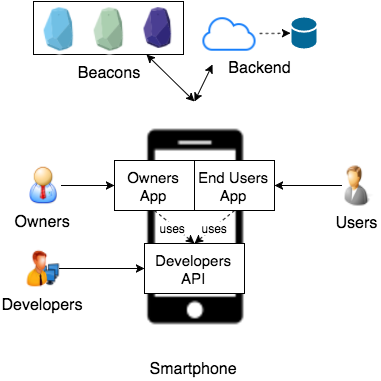 Beacons
Backend
Owners
App
End Users
App
Owners
Users
uses
uses
Developers
API
Developers
Smartphone